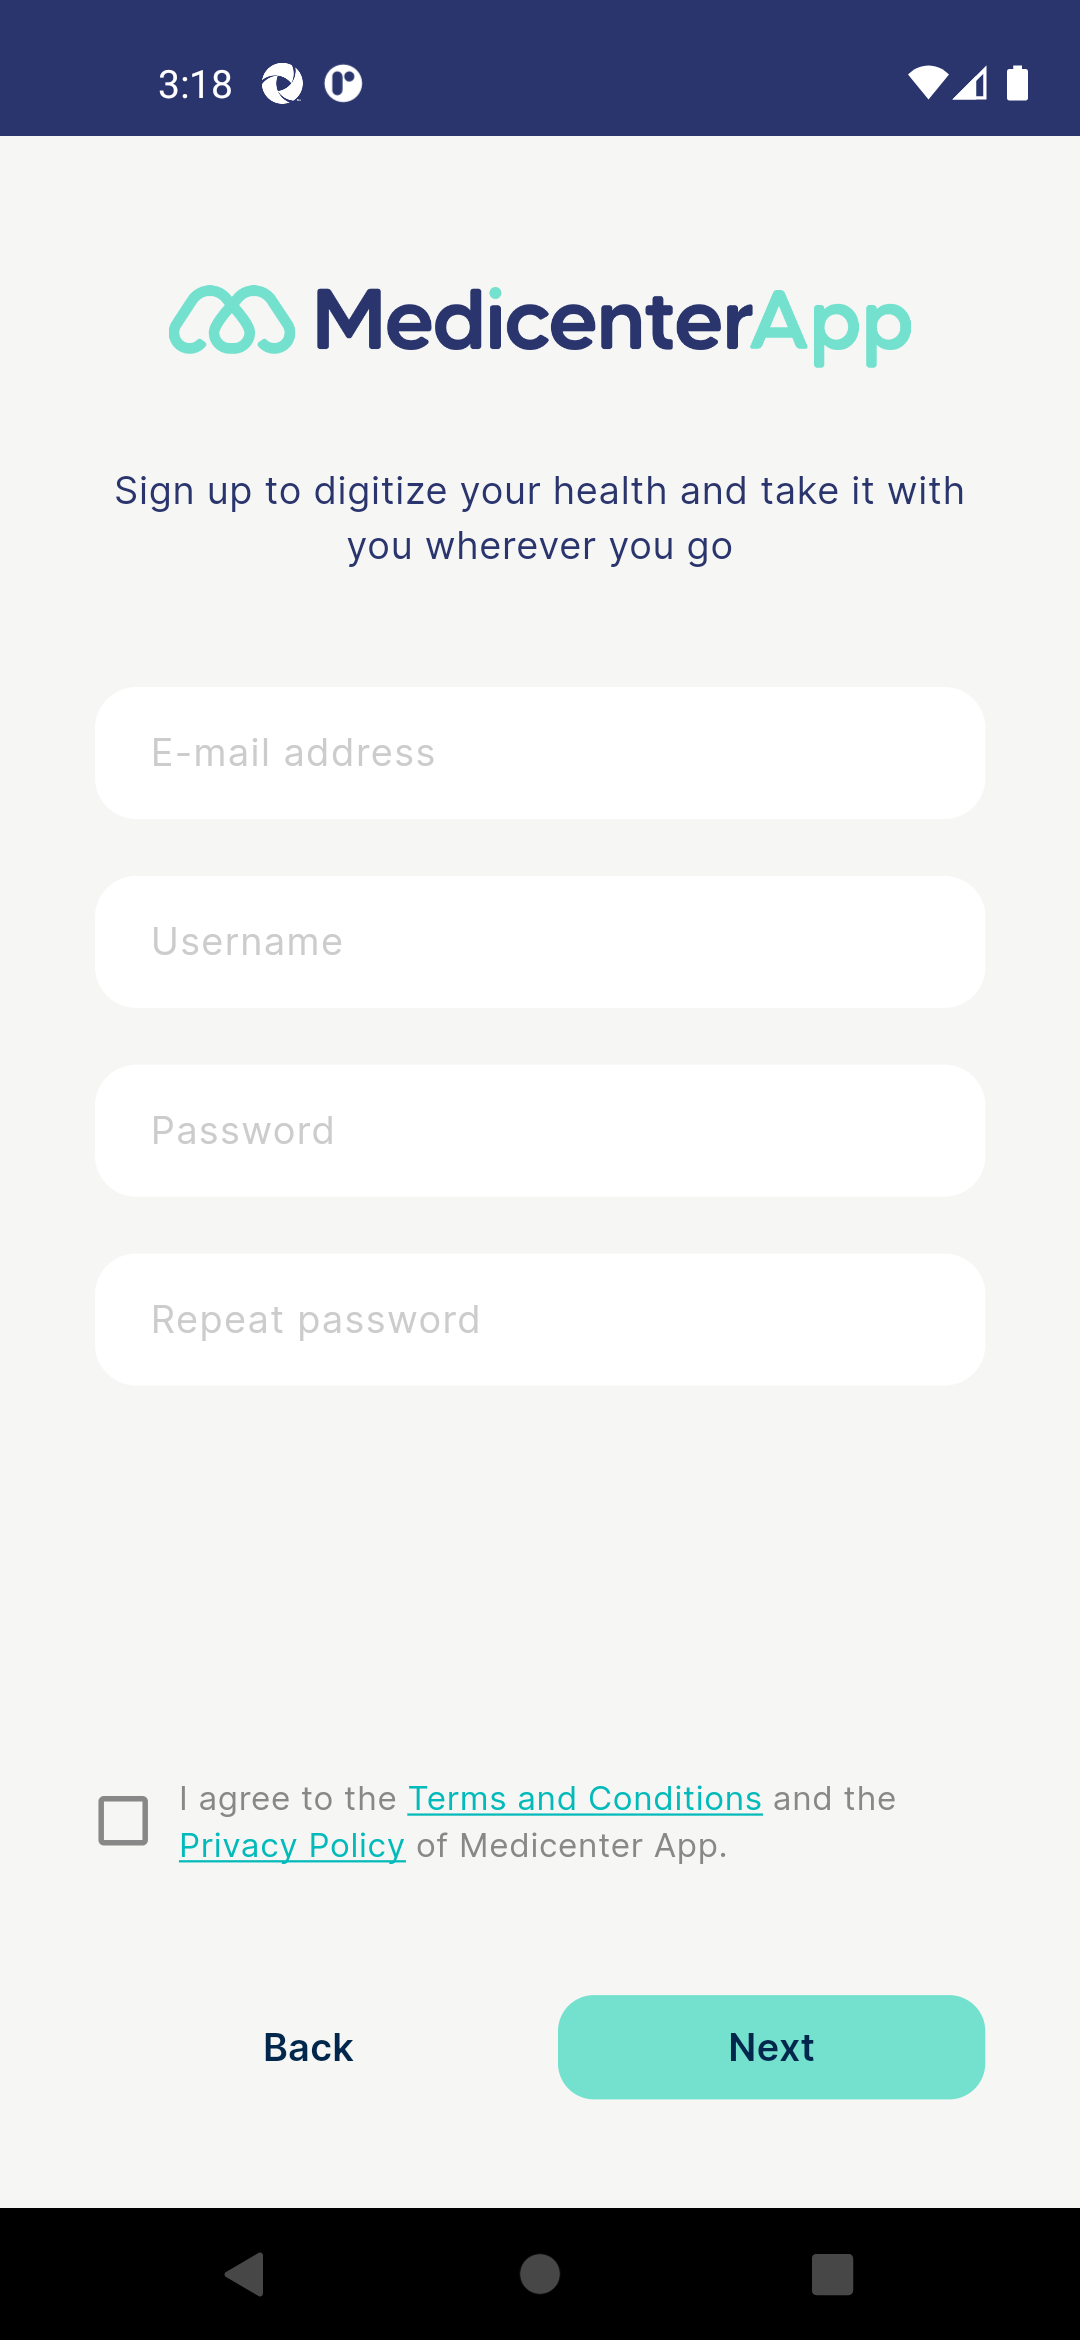 3:18
MedicenterApp
Sign up to digitize your health and take it with
you wherever you go
E-mail address
Username
Password
Repeat password
I agree to the Terms and Conditions and the
Privacy Policy of Medicenter App.
Back
Next